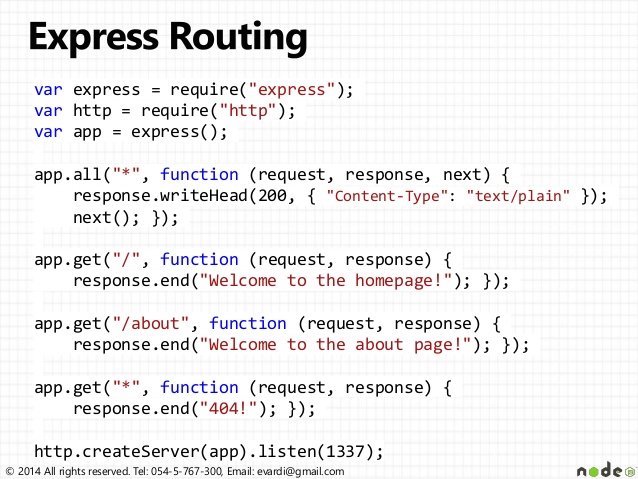 Express Routing
var express = require("express");
var http = require("http");
var app = express();
app.all("*", function (request, response, next) {
    response.writeHead(200, { "Content-Type": "text/plain" });
    next(); });
app.get("/", function (request, response) {
    response.end("Welcome to the homepage!"); });
app.get("/about", function (request, response) {
    response.end("Welcome to the about page!"); });
app.get("*", function (request, response) {
    response.end("404!"); });
http.createServer(app).listen(1337);
© 2014 All rights reserved. Tel: 054-5-767-300, Email: evardi@gmail.com
node JS